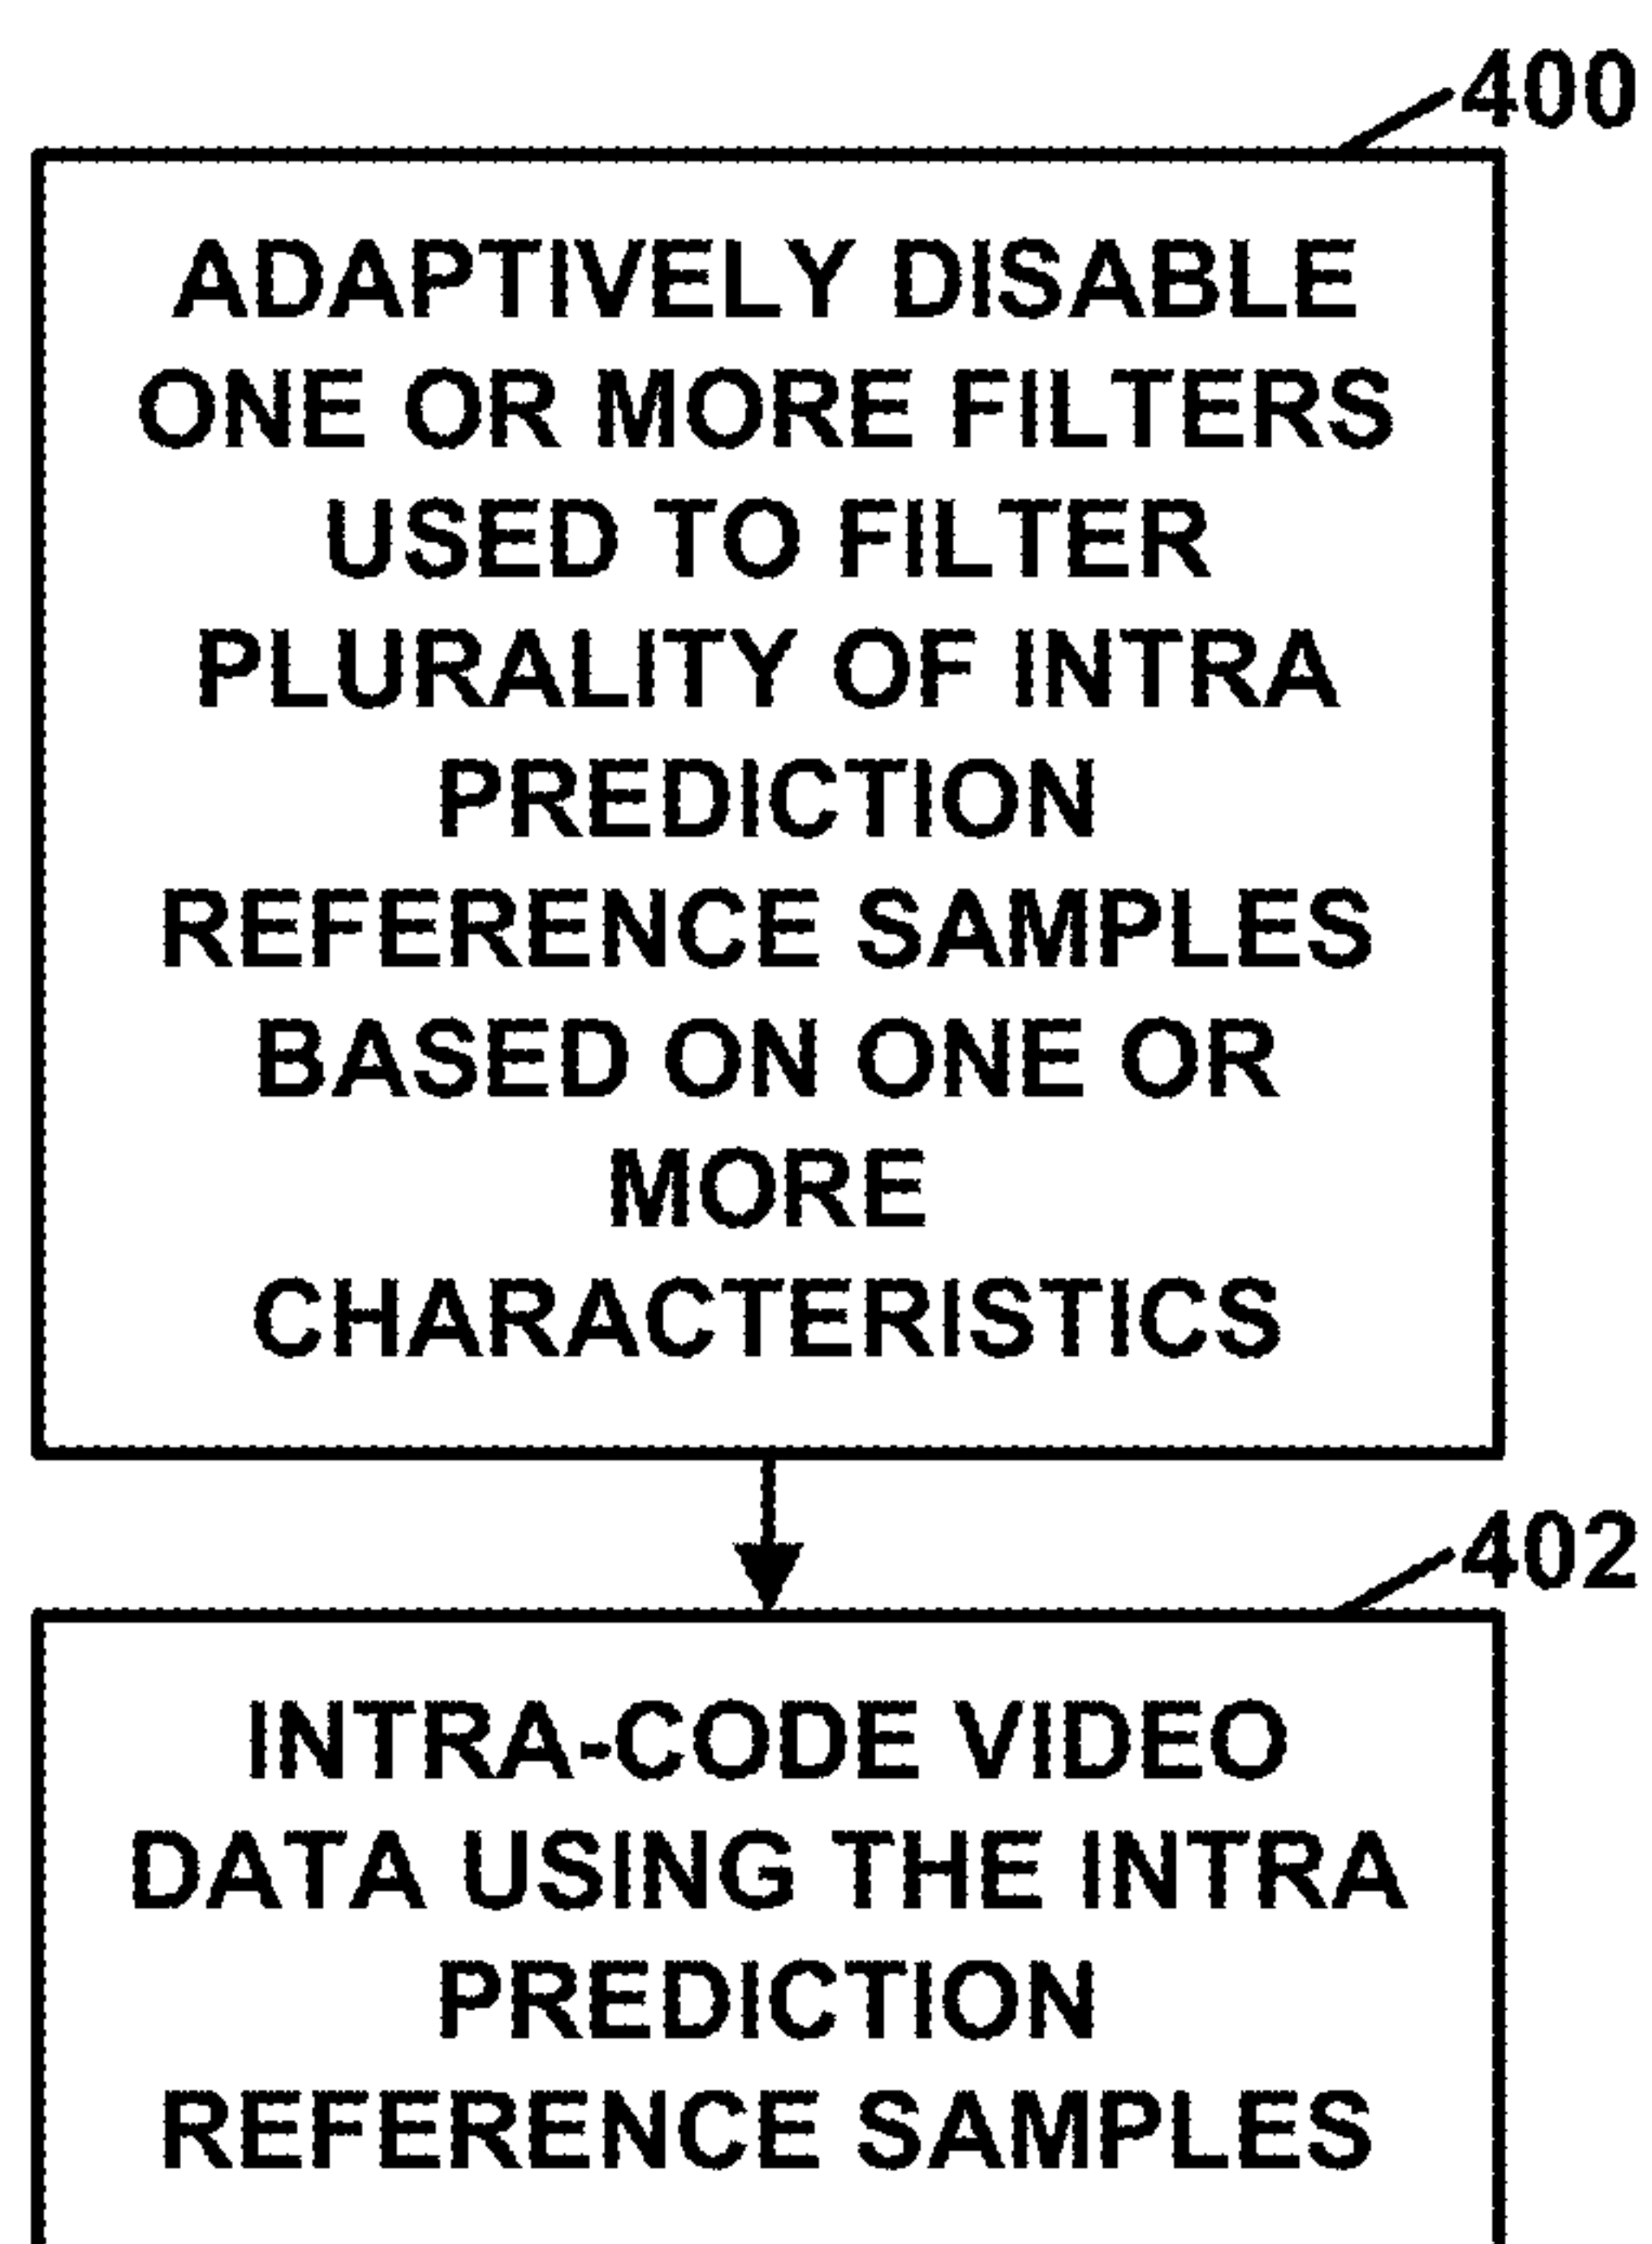 400
ADAPTIVELY DISABLE
ONE OR MORE FILTERS
USED TO FILTER
PLURALITY OF INTRA
PREDICTION
REFERENCE SAMPLES
BASED ON ONE OR
MORE
CHARACTERISTICS
402
INTRA-CODE VIDEO
DATA USING THE INTRA
PREDICTION
REFERENCE SAMPLES